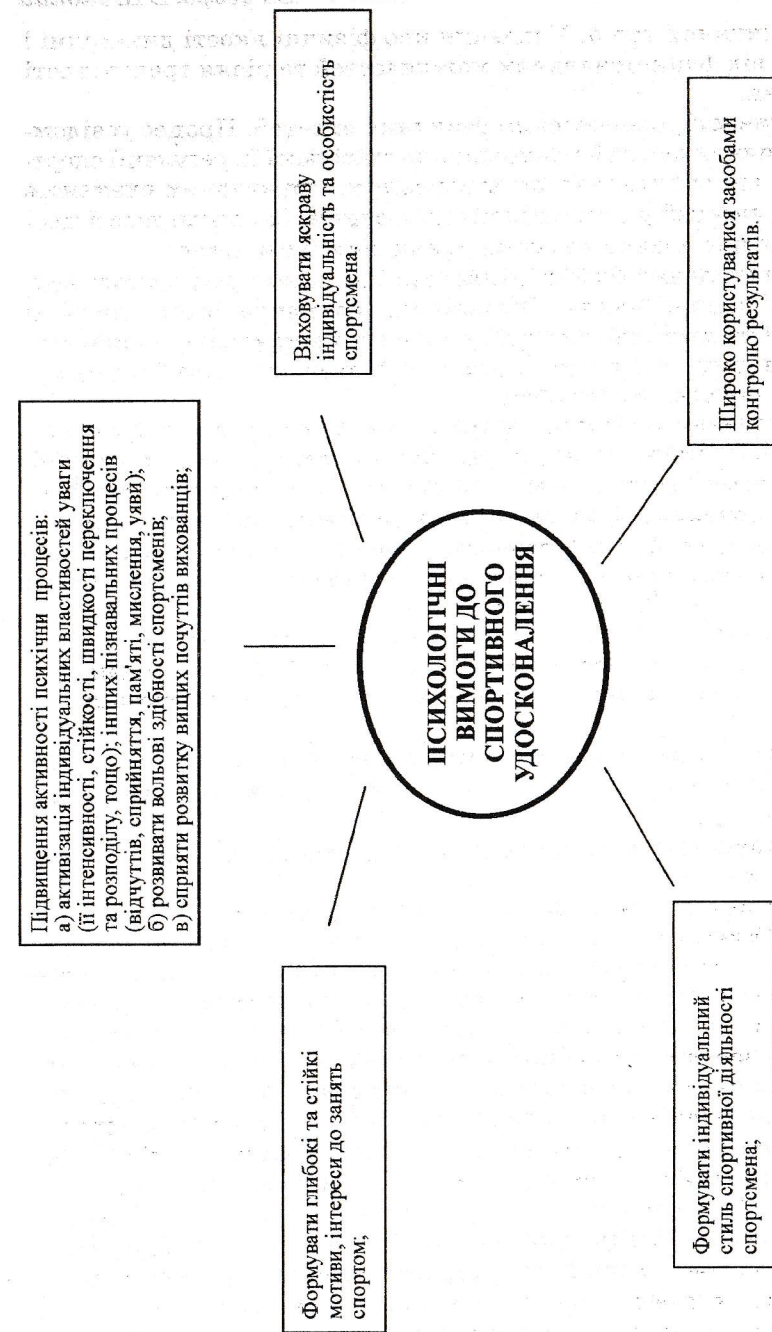 Підвищення активності психічни процесів:
а) активізація індивідуальних властивостей уваги
(її інтенсивності, стійкості, швидкості переключення
та розподілу, тощо); інших пізнавальних процесів
(відчуттів, сприйняття, пам'яті, мислення, уяви);
б) розвивати вольові здібності спортсменів;
в) сприяти розвитку вищих почуттів вихованців;
Формувати глибокі та стійкі
мотиви, інтереси до занять
спортом;
Виховувати яскраву
індивідуальність та особистість
спортсмена.
ПСИХОЛОГІЧНІ
ВИМОГИ ДО
СПОРТИВНОГО
УДОСКОНАЛЕННЯ
Формувати індивідуальний
стиль спортивної діяльності
спортсмена;
Широко користуватися засобами
контролю результатів.